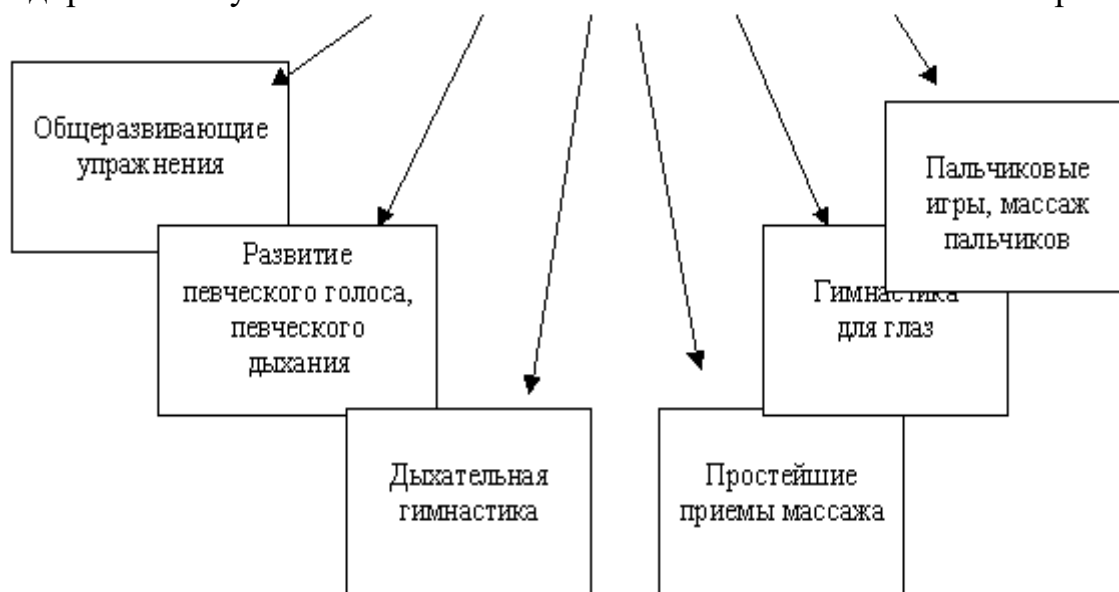 Общеразвивающие
упражнения
Развитие
певческого голоса,
певческого
дыхания
Дыхательная
гимнастика
Простейшие
приемы массажа
Гимнастика
для глаз
Пальчиковые
игры, массаж
пальчиков